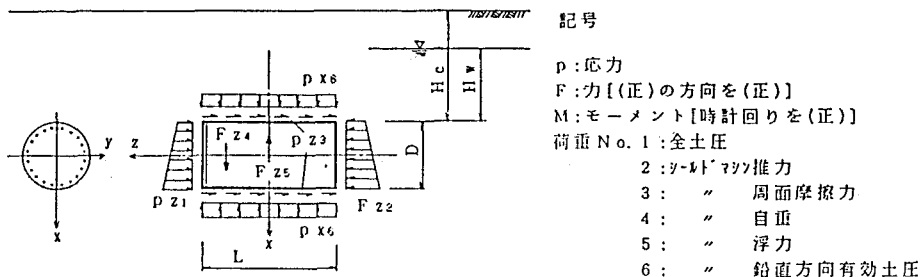 記号
p:応力
F:力[(正)の方向を(正)]
M:モーメント[時計回りを(正)]
荷重No. 1:全土圧
2:シールドマシン推力
3: 〃 周面摩擦力
4: 〃 自重
5: 〃 浮力
6: 〃 鉛直方向有効土圧
Hc
Hw
p x6
F z4
p z3
F z5
D
y
z
x
p z1
F z2
x
p x6
L